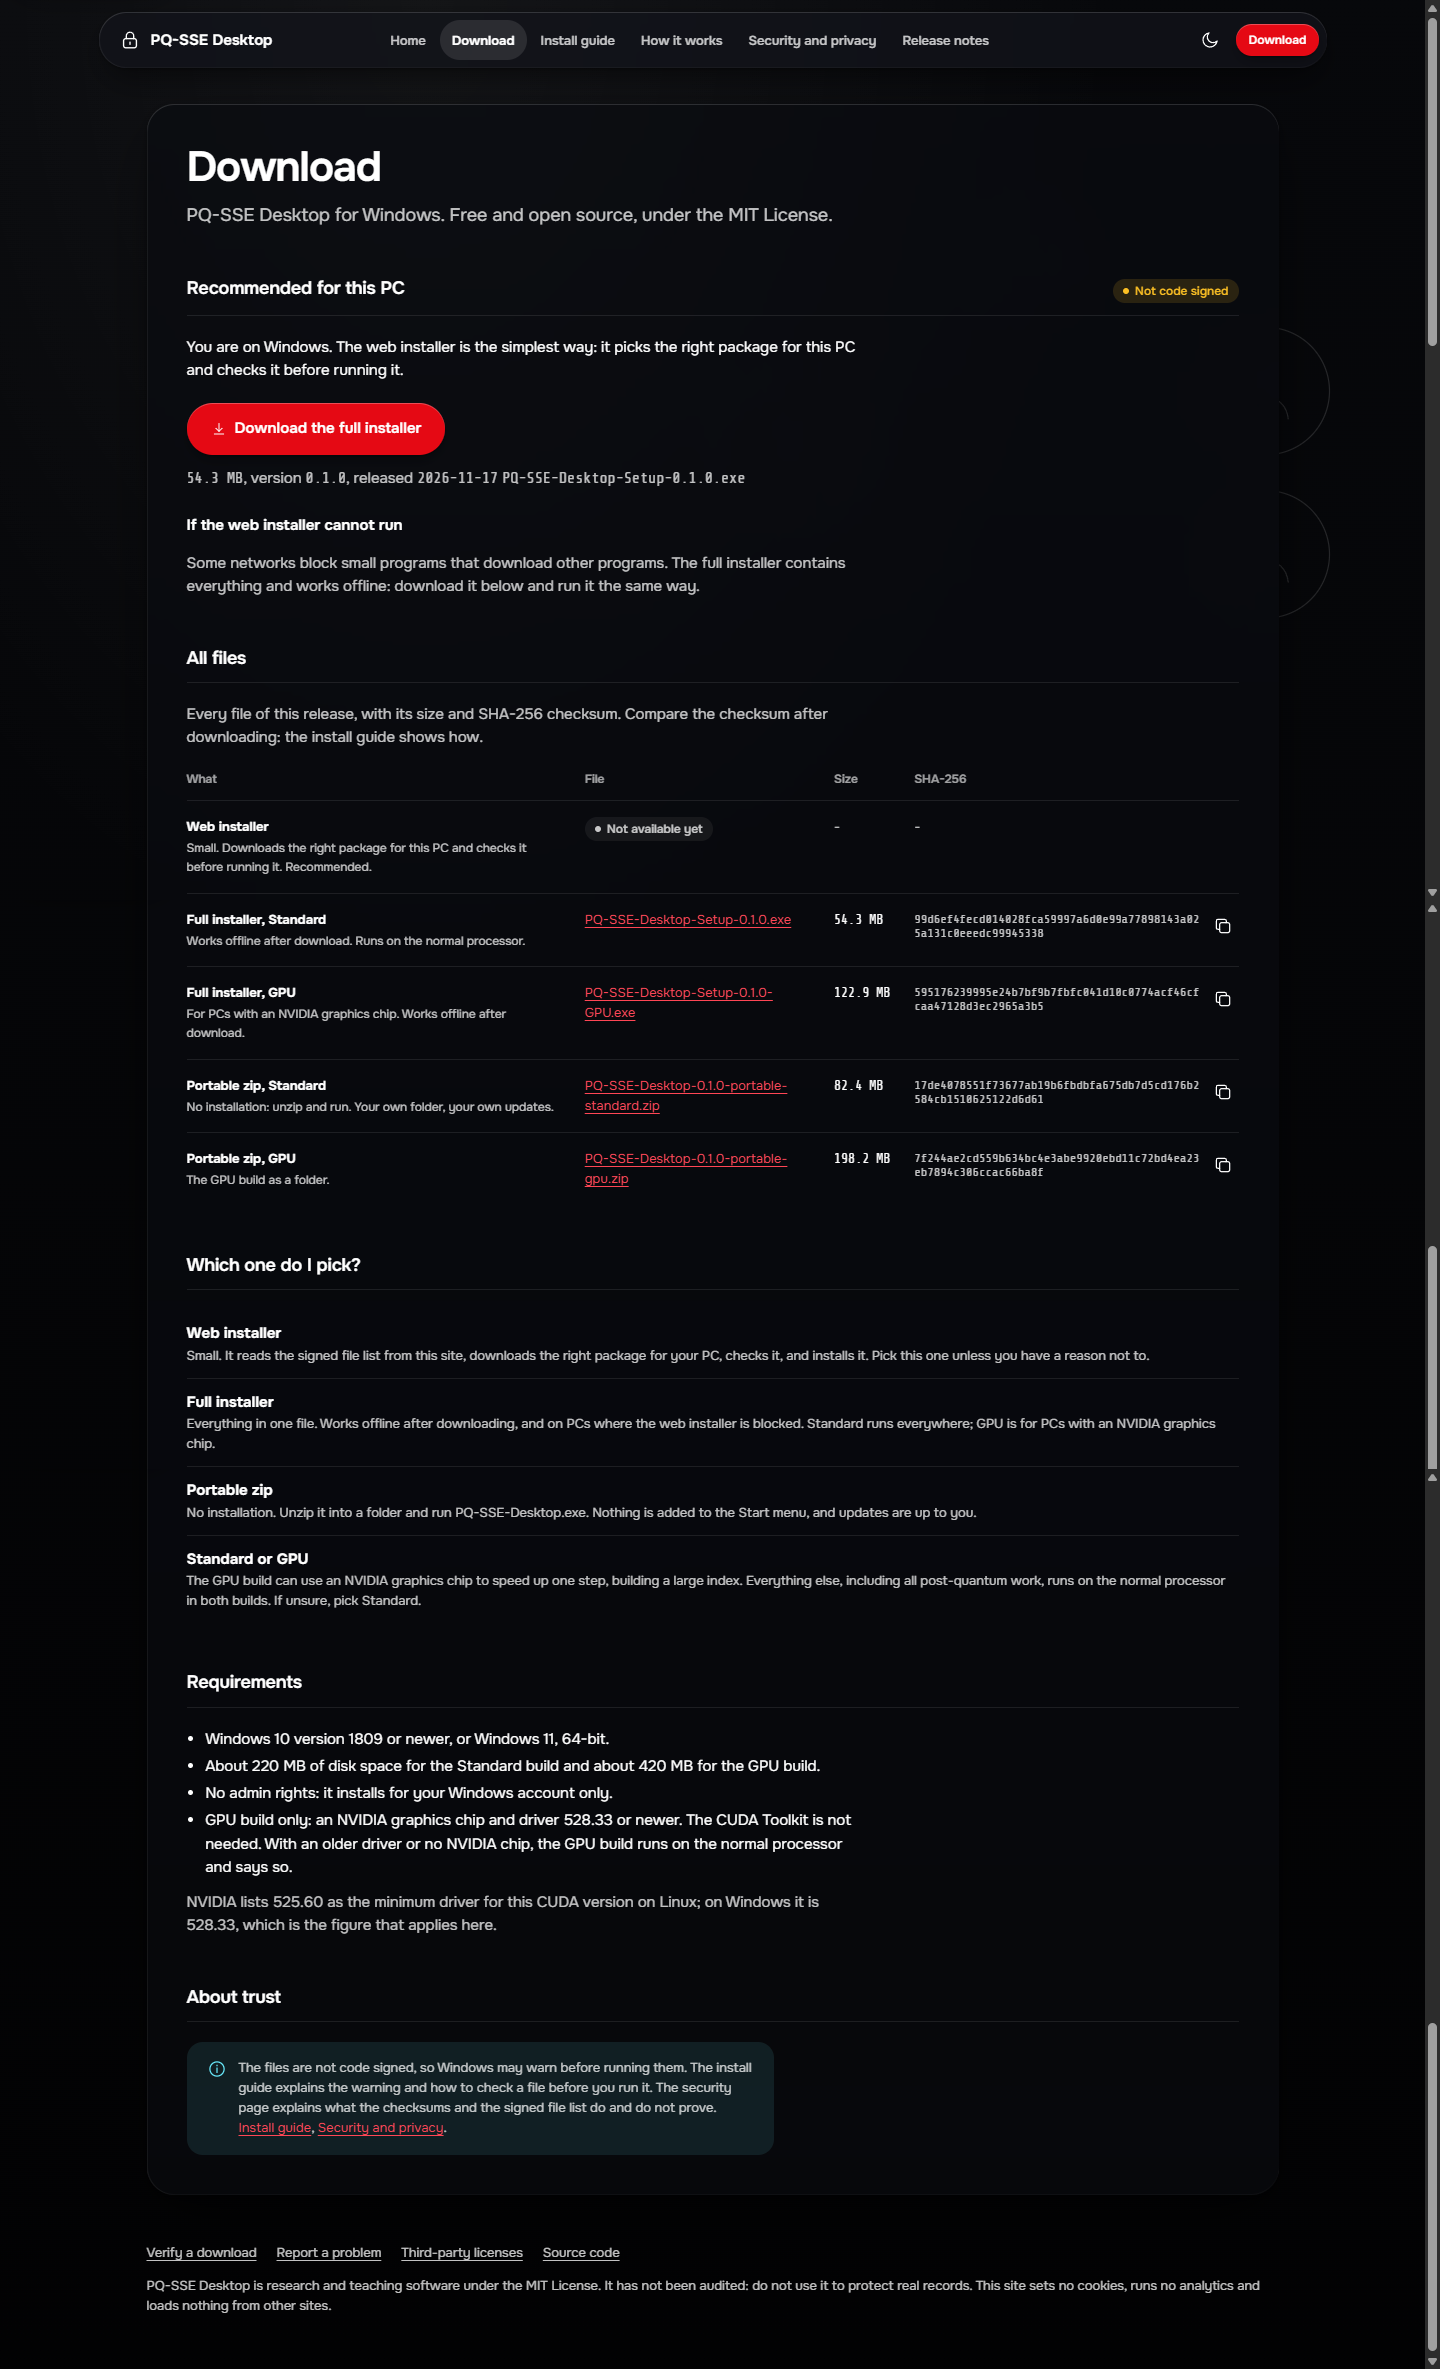 PQ-SSE Desktop
Home
Download
Install guide
How it works
Security and privacy
Release notes
Download
Download
PQ-SSE Desktop for Windows. Free and open source, under the MIT License.
Recommended for this PC
Not code signed
You are on Windows. The web installer is the simplest way: it picks the right package for this PC
and checks it before running it.
Download the full installer
54.3 MB, version 0.1.0, released 2026-11-17 PQ-SSE-Desktop-Setup-0.1.0.exe
If the web installer cannot run
Some networks block small programs that download other programs. The full installer contains
everything and works offline: download it below and run it the same way.
All files
Every file of this release, with its size and SHA-256 checksum. Compare the checksum after
downloading: the install guide shows how.
What File Size SHA-256
Web installer
Not available yet
-
-
Small. Downloads the right package for this PC and checks it
before running it. Recommended.
Full installer, Standard
Works offline after download. Runs on the normal processor.
PQ-SSE-Desktop-Setup-0.1.0.exe
54.3 MB
99d6ef4fecd014028fca59997a6d0e99a77898143a02
5a131c0eeedc99945338
Full installer, GPU
For PCs with an NVIDIA graphics chip. Works offline after
download.
PQ-SSE-Desktop-Setup-0.1.0-
GPU.exe
122.9 MB
595176239995e24b7bf9b7fbfc041d10c0774acf46cf
caa47128d3ec2965a3b5
Portable zip, Standard
No installation: unzip and run. Your own folder, your own updates.
PQ-SSE-Desktop-0.1.0-portable-
standard.zip
82.4 MB
17de4078551f73677ab19b6fbdbfa675db7d5cd176b2
584cb1510625122d6d61
Portable zip, GPU
The GPU build as a folder.
PQ-SSE-Desktop-0.1.0-portable-
gpu.zip
198.2 MB
7f244ae2cd559b634bc4e3abe9920ebd11c72bd4ea23
eb7894c306ccac66ba8f
Which one do I pick?
Web installer
Small. It reads the signed file list from this site, downloads the right package for your PC, checks it, and installs it. Pick this one unless you have a reason not to.
Full installer
Everything in one file. Works offline after downloading, and on PCs where the web installer is blocked. Standard runs everywhere; GPU is for PCs with an NVIDIA graphics
chip.
Portable zip
No installation. Unzip it into a folder and run PQ-SSE-Desktop.exe. Nothing is added to the Start menu, and updates are up to you.
Standard or GPU
The GPU build can use an NVIDIA graphics chip to speed up one step, building a large index. Everything else, including all post-quantum work, runs on the normal processor
in both builds. If unsure, pick Standard.
Requirements
• Windows 10 version 1809 or newer, or Windows 11, 64-bit.
• About 220 MB of disk space for the Standard build and about 420 MB for the GPU build.
• No admin rights: it installs for your Windows account only.
• GPU build only: an NVIDIA graphics chip and driver 528.33 or newer. The CUDA Toolkit is not
needed. With an older driver or no NVIDIA chip, the GPU build runs on the normal processor
and says so.
NVIDIA lists 525.60 as the minimum driver for this CUDA version on Linux; on Windows it is
528.33, which is the figure that applies here.
About trust
The files are not code signed, so Windows may warn before running them. The install
guide explains the warning and how to check a file before you run it. The security
page explains what the checksums and the signed file list do and do not prove.
Install guide, Security and privacy.
Verify a download
Report a problem
Third-party licenses
Source code
PQ-SSE Desktop is research and teaching software under the MIT License. It has not been audited: do not use it to protect real records. This site sets no cookies, runs no analytics and
loads nothing from other sites.